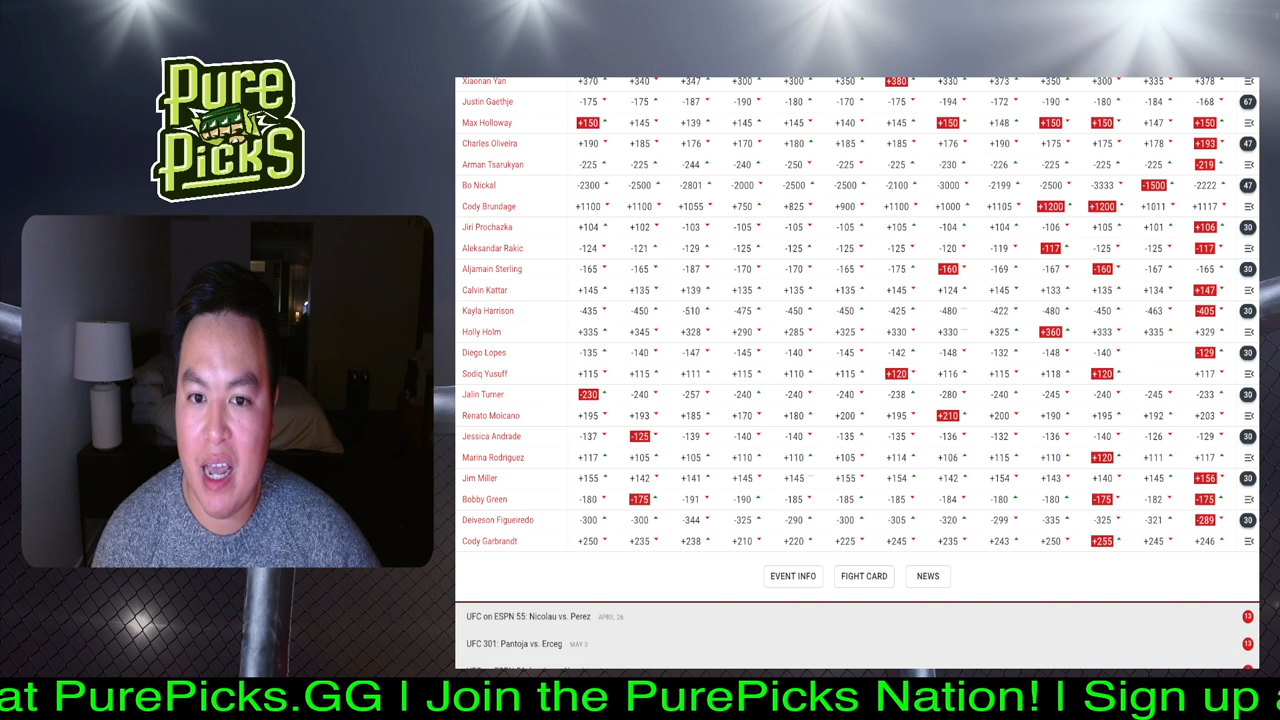 Pure
Picks
Xiaonan Yan +370 +340 +347 +300 +300 +350 +380 +330 +373 +350 +300 +335 +378
Justin Gaethje -175 -175 -187 -190 -180 -170 -175 -194 -172 -190 -180 -184 -168 67
Max Holloway +150 +145 +139 +145 +145 +140 +145 +150 +148 +150 +150 +147 +150
Charles Oliveira +190 +185 +176 +170 +180 +185 +185 +176 +190 +175 +175 +178 +193 47
Arman Tsarukyan -225 -225 -244 -240 -250 -225 -225 -230 -226 -225 -225 -225 -219
Bo Nickal -2300 -2500 -2801 -2000 -2500 -2500 -2100 -3000 -2199 -2500 -3333 -1500 -2222 47
Cody Brundage +1100 +1100 +1055 +750 +825 +900 +1100 +1000 +1105 +1200 +1200 +1011 +1117
Jiri Prochazka +104 +102 -103 -105 -105 -105 +105 -104 +104 -106 +105 +101 +106 30
Aleksandar Rakic -124 -121 -129 -125 -125 -125 -125 -120 -119 -117 -125 -125 -117
Aljamain Sterling -165 -165 -187 -170 -170 -165 -175 -160 -169 -167 -160 -167 -165 30
Calvin Kattar +145 +135 +139 +135 +135 +135 +145 +124 +145 +133 +135 +134 +147
Kayla Harrison -435 -450 -510 -475 -450 -450 -425 -480 -422 -480 -450 -463 -405 30
Holly Holm +335 +345 +328 +290 +285 +325 +330 +330 +325 +360 +333 +335 +329
Diego Lopes -135 -140 -147 -145 -140 -145 -142 -148 -132 -148 -140 -129 30
Sodiq Yusuff +115 +115 +111 +115 +110 +115 +120 +116 +115 +118 +120 +117
Jalin Turner -230 -240 -257 -240 -240 -240 -238 -280 -240 -240 -240 -245 -233 30
Renato Moicano +195 +193 +185 +170 +180 +200 +195 +210 +200 +190 +195 +192 +203
Jessica Andrade -137 -125 -139 -140 -140 -135 -135 -136 -132 -136 -140 -126 -129 30
Marina Rodriguez +117 +105 +105 +110 +110 +105 +114 +106 +115 +110 +120 +111 +117
Jim Miller +155 +142 +141 +145 +145 +155 +154 +142 +154 +143 +140 +145 +156 30
Bobby Green -180 -175 -191 -190 -185 -185 -185 -184 -180 -180 -175 -182 -175
Deiveson Figueiredo -300 -300 -344 -325 -290 -300 -305 -320 -299 -335 -325 -321 -289 30
Cody Garbrandt +250 +235 +238 +210 +220 +225 +245 +235 +243 +250 +255 +245 +246
EVENT INFO FIGHT CARD NEWS
UFC on ESPN 55: Nicolau vs. Perez APRIL 26 13
UFC 301: Pantoja vs. Erceg MAY 3 13
at PurePicks.GG | Join the PurePicks Nation! | Sign up